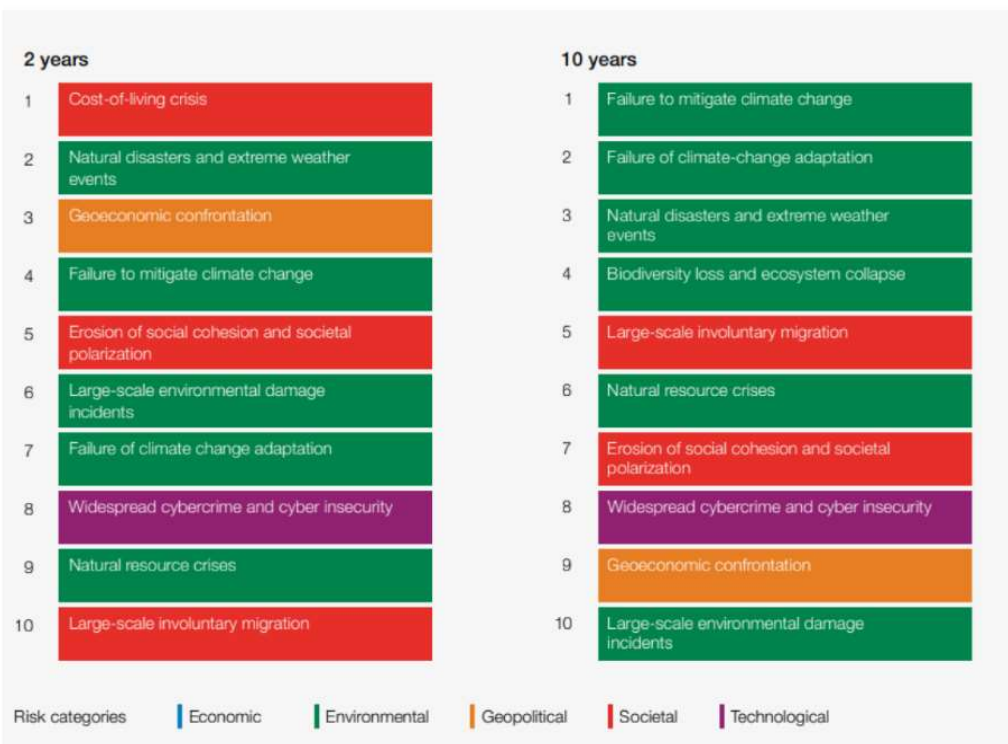 2 years
1 Cost-of-living crisis
2 Natural disasters and extreme weather
events
3 Geoeconomic confrontation
4 Failure to mitigate climate change
5 Erosion of social cohesion and societal
polarization
6 Large-scale environmental damage
incidents
7 Failure of climate change adaptation
8 Widespread cybercrime and cyber insecurity
9 Natural resource crises
10 Large-scale involuntary migration
10 years
1 Failure to mitigate climate change
2 Failure of climate-change adaptation
3 Natural disasters and extreme weather
events
4 Biodiversity loss and ecosystem collapse
5 Large-scale involuntary migration
6 Natural resource crises
7 Erosion of social cohesion and societal
polarization
8 Widespread cybercrime and cyber insecurity
9 Geoeconomic confrontation
10 Large-scale environmental damage
incidents
Risk categories Economic Environmental Geopolitical Societal Technological